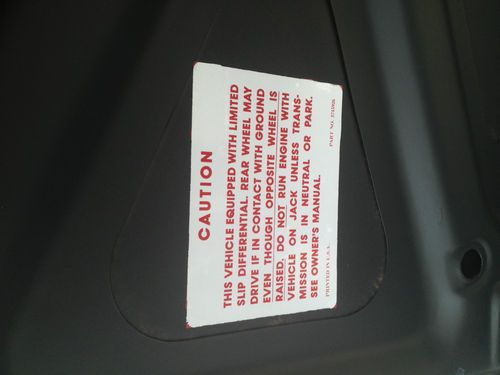 CAUTION
THIS VEHICLE EQUIPPED WITH LIMITED
SLIP DIFFERENTIAL. REAR WHEEL MAY
DRIVE IF IN CONTACT WITH GROUND
EVEN THOUGH OPPOSITE WHEEL IS
RAISED. DO NOT RUN ENGINE WITH
VEHICLE ON JACK UNLESS TRANS-
MISSION IS IN NEUTRAL OR PARK.
SEE OWNER'S MANUAL.
PRINTED IN U.S.A.
PART NO.